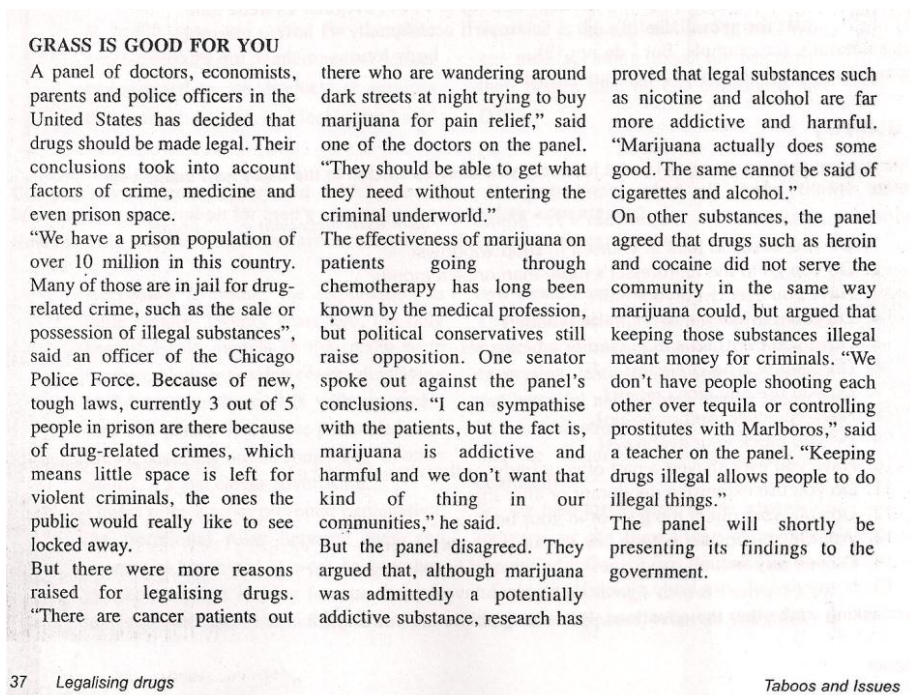 GRASS IS GOOD FOR YOU
A panel of doctors, economists,
parents and police officers in the
United States has decided that
drugs should be made legal. Their
conclusions took into account
factors of crime, medicine and
even prison space.
“We have a prison population of
over 10 million in this country.
Many of those are in jail for drug-
related crime, such as the sale or
possession of illegal substances”,
said an officer of the Chicago
Police Force. Because of new,
tough laws, currently 3 out of 5
people in prison are there because
of drug-related crimes, which
means little space is left for
violent criminals, the ones the
public would really like to see
locked away.
But there were more reasons
raised for legalising drugs.
“There are cancer patients out
there who are wandering around
dark streets at night trying to buy
marijuana for pain relief,” said
one of the doctors on the panel.
“They should be able to get what
they need without entering the
criminal underworld.”
The effectiveness of marijuana on
patients going though
chemotherapy has long been
known by the medical profession,
but political conservatives still
raise opposition. One senator
spoke out against the panel’s
conclusions. “I can sympathise
with the patients, but the fact is,
marijuana is addictive and
harmful and we don’t want that
kind of thing in our
communities,” he said.
But the panel disagreed. They
argued that, although marijuana
was admittedly a potentially
addictive substance, research has
proved that legal substances such
as nicotine and alcohol are far
more addictive and harmful.
“Marijuana actually does some
good. The same cannot be said of
cigarettes and alcohol.”
On other substances, the panel
agreed that drugs such as heroin
and cocaine did not serve the
community in the same way
marijuana could, but argued that
keeping these substances illegal
meant money for criminals. “We
don’t have people shooting each
other over tequila or controlling
prostitutes with Marlboros,” said
a teacher on the panel. “Keeping
drugs illegal allows people to do
illegal things.”
The panel will shortly be
presenting its findings to the
government.
37 Legalising drugs
Taboos and Issues